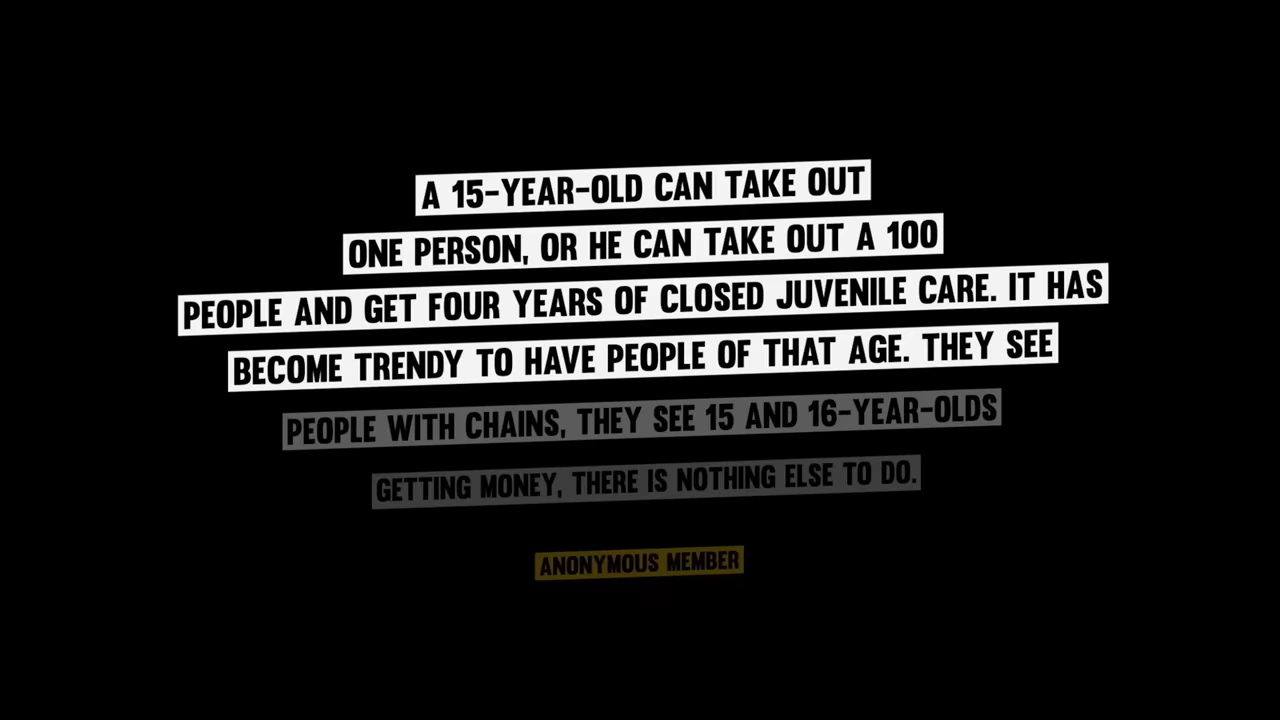 A 15-YEAR-OLD CAN TAKE OUT
ONE PERSON, OR HE CAN TAKE OUT A 100
PEOPLE AND GET FOUR YEARS OF CLOSED JUVENILE CARE. IT HAS
BECOME TRENDY TO HAVE PEOPLE OF THAT AGE. THEY SEE
PEOPLE WITH CHAINS, THEY SEE 15 AND 16-YEAR-OLDS
GETTING MONEY, THERE IS NOTHING ELSE TO DO.
ANONYMOUS MEMBER